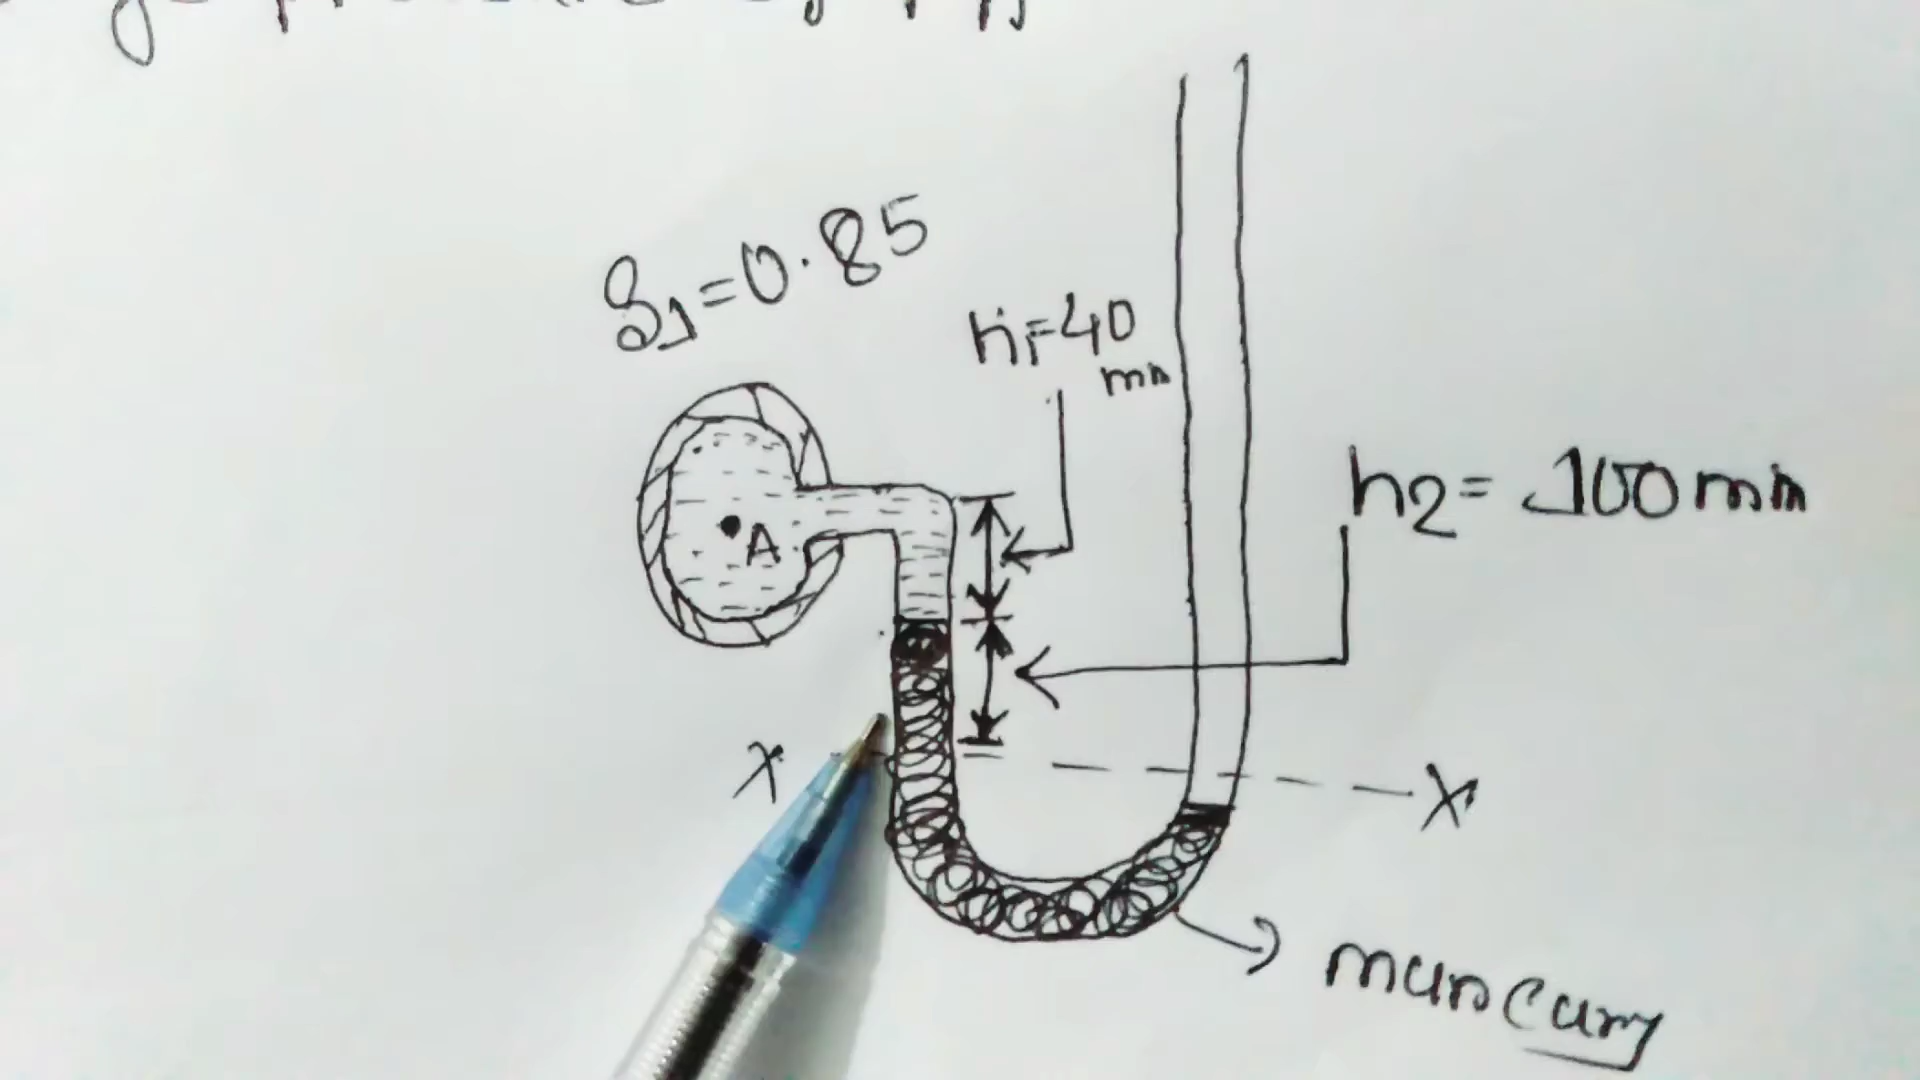 S1=0.85
h1=40
mm
A
h2= 100mm
X
X
mercury